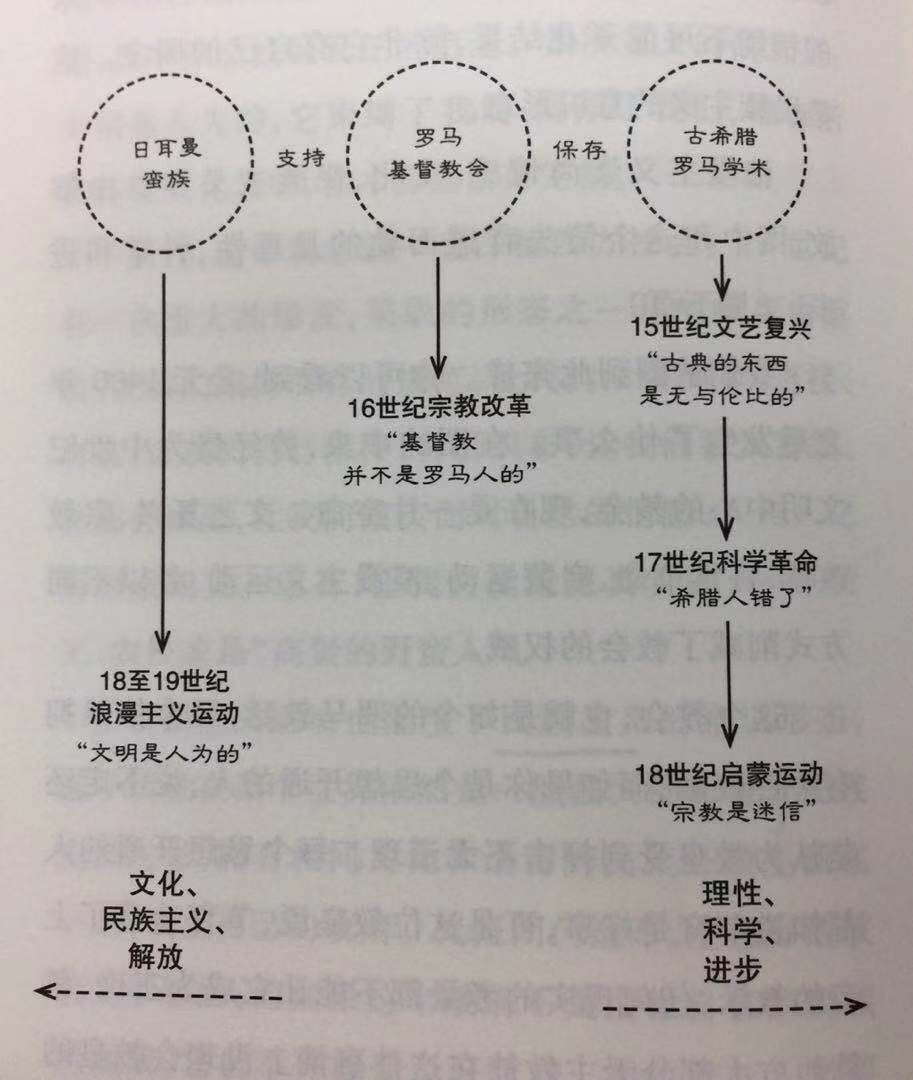 日耳曼
蛮族
支持
罗马
基督教会
保存
古希腊
罗马学术
15世纪文艺复兴
“古典的东西
是无与伦比的”
16世纪宗教改革
“基督教
并不是罗马人的”
17世纪科学革命
“希腊人错了”
18至19世纪
浪漫主义运动
“文明是人为的”
18世纪启蒙运动
“宗教是迷信”
文化、
民族主义、
解放
理性、
科学、
进步